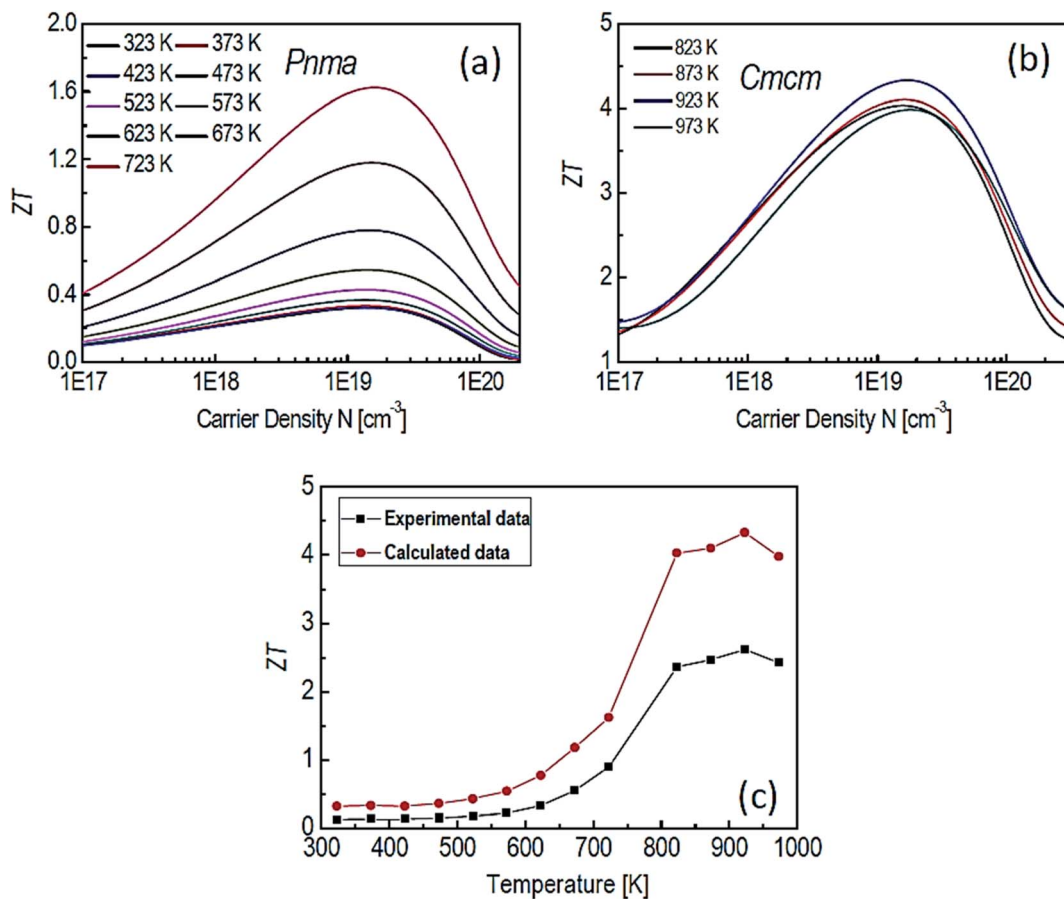 2.0
1.6
1.2
0.8
0.4
0.0
ZT
323 K 373 K
423 K 473 K
523 K 573 K
623 K 673 K
723 K
Pnma
(a)
1E17 1E18 1E19 1E20
Carrier Density N [cm⁻³]
5
4
3
2
1
ZT
823 K
873 K
923 K
973 K
Cmcm
(b)
1E17 1E18 1E19 1E20
Carrier Density N [cm⁻³]
5
4
3
2
1
0
ZT
Experimental data
Calculated data
(c)
300 400 500 600 700 800 900 1000
Temperature [K]